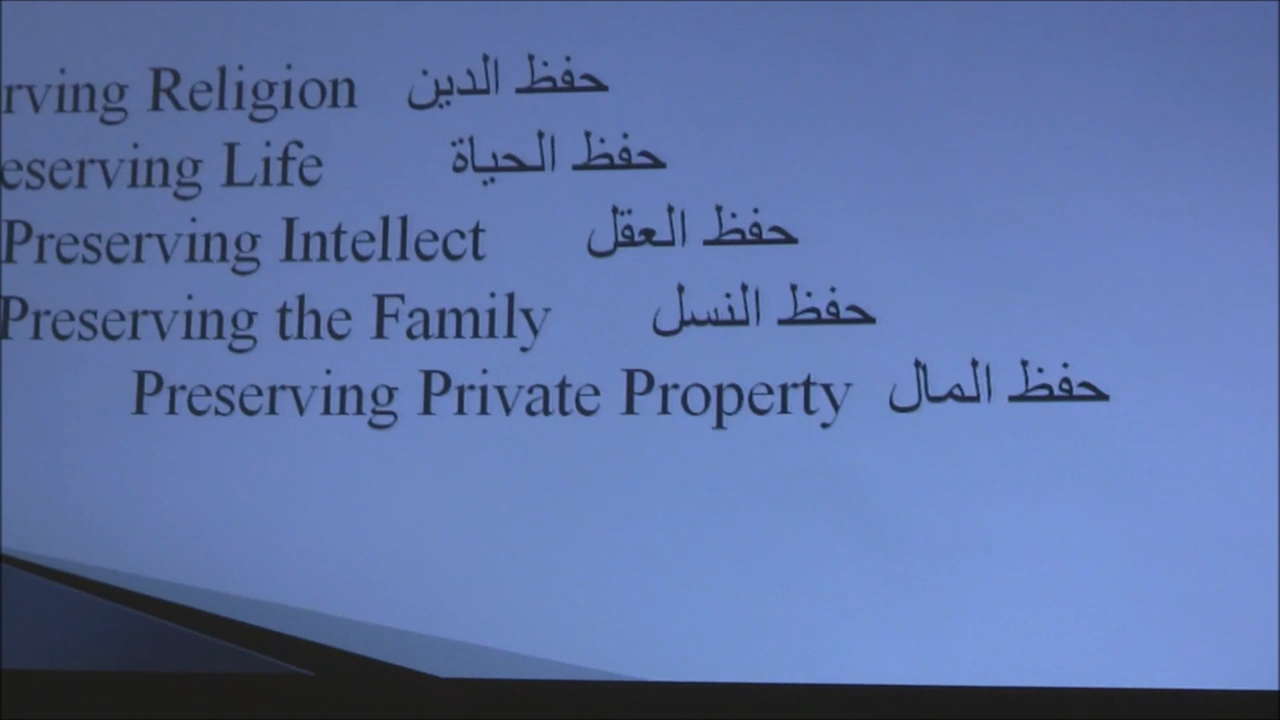 rving Religion حفظ الدين
eserving Life حفظ الحياة
Preserving Intellect حفظ العقل
Preserving the Family حفظ النسل
Preserving Private Property حفظ المال